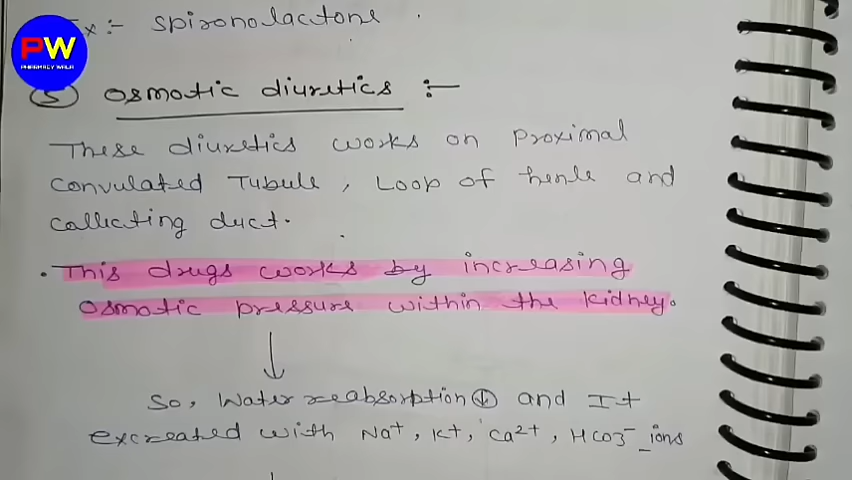 PW
PHARMACY WALA
Ex:- Spironolactone.
(5) Osmotic diuretics :-
These diuretics works on proximal
convulated Tubule, Loop of henle and
collecting duct.
• This drugs works by increasing
osmotic pressure within the kidney.
So, Water reabsorption ↓ and It
excreated with Na+, K+, Ca2+, HCO3- ions